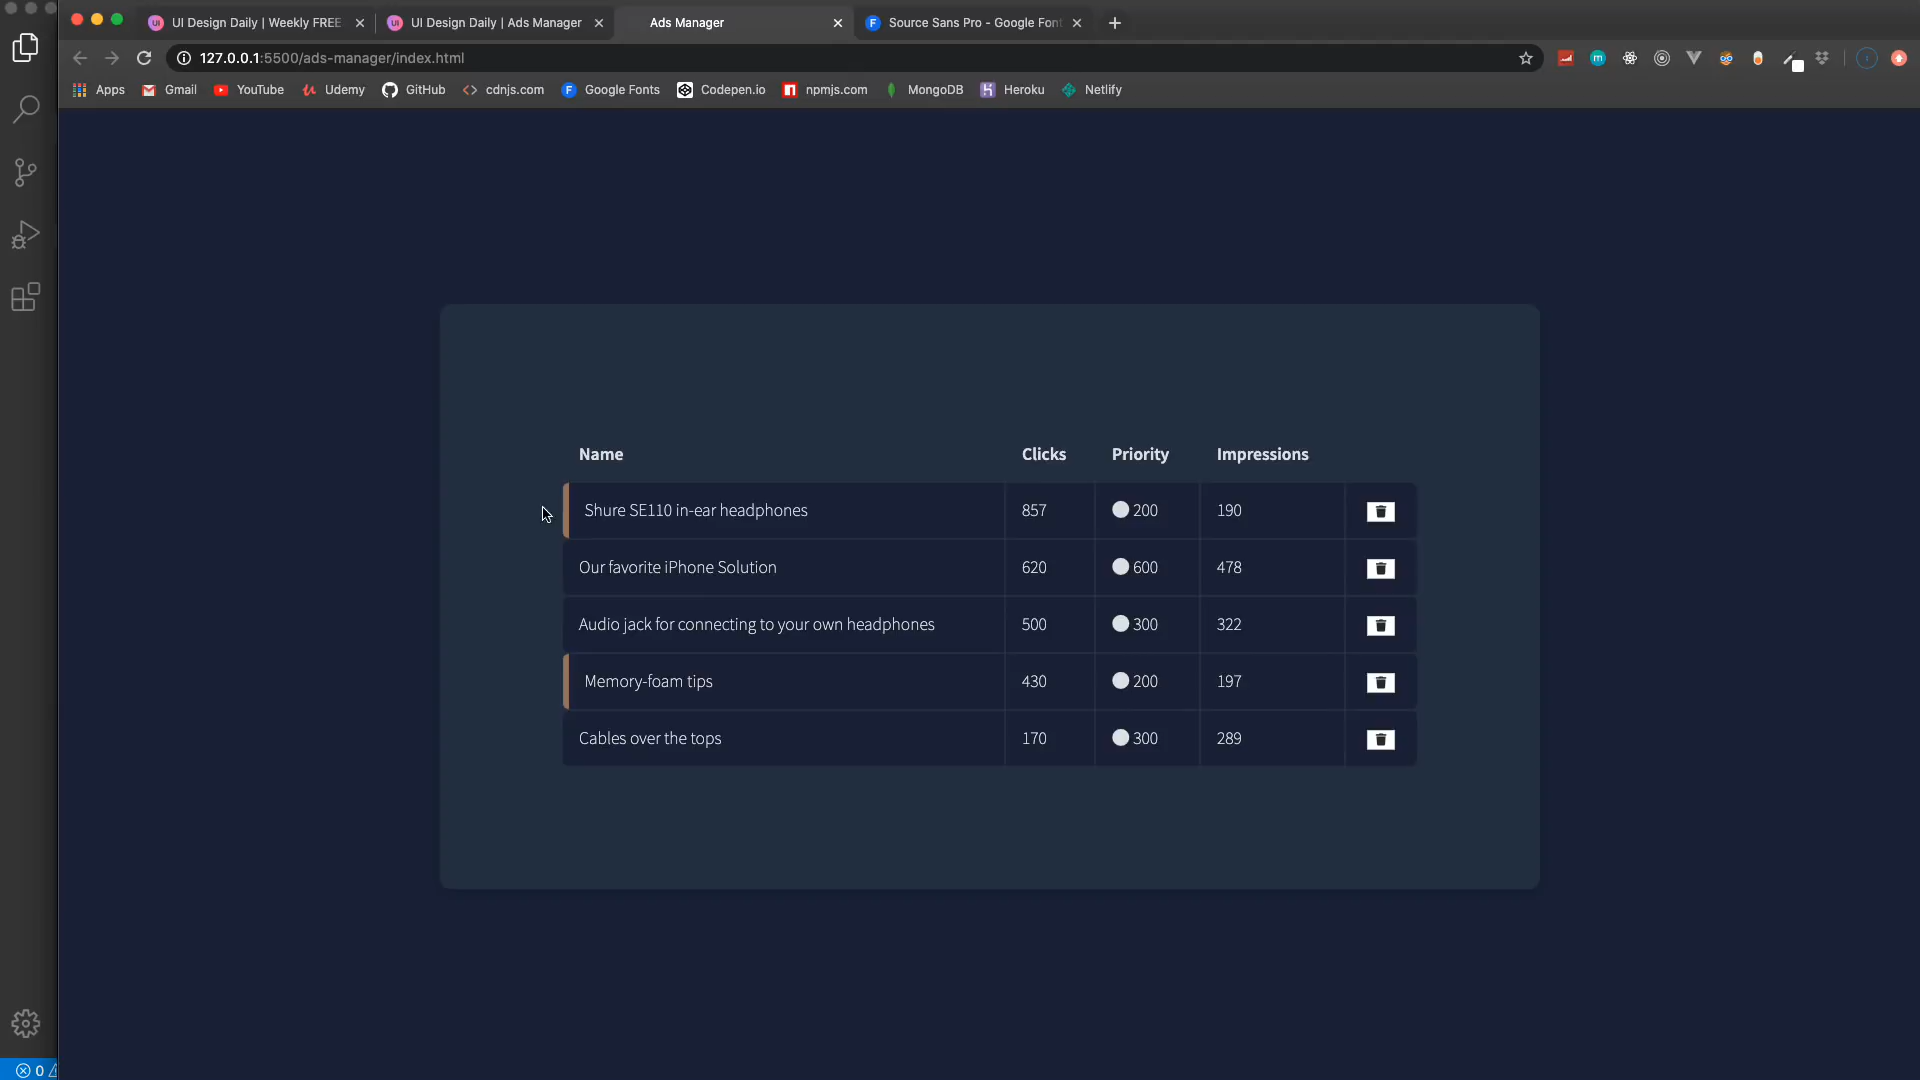 UI Design Daily | Weekly FREE
UI Design Daily | Ads Manager
Ads Manager
Source Sans Pro - Google Fon
127.0.0.1:5500/ads-manager/index.html
Apps Gmail YouTube Udemy GitHub cdnjs.com Google Fonts Codepen.io npmjs.com MongoDB Heroku Netlify
Name Clicks Priority Impressions
Shure SE110 in-ear headphones 857 200 190
Our favorite iPhone Solution 620 600 478
Audio jack for connecting to your own headphones 500 300 322
Memory-foam tips 430 200 197
Cables over the tops 170 300 289
0